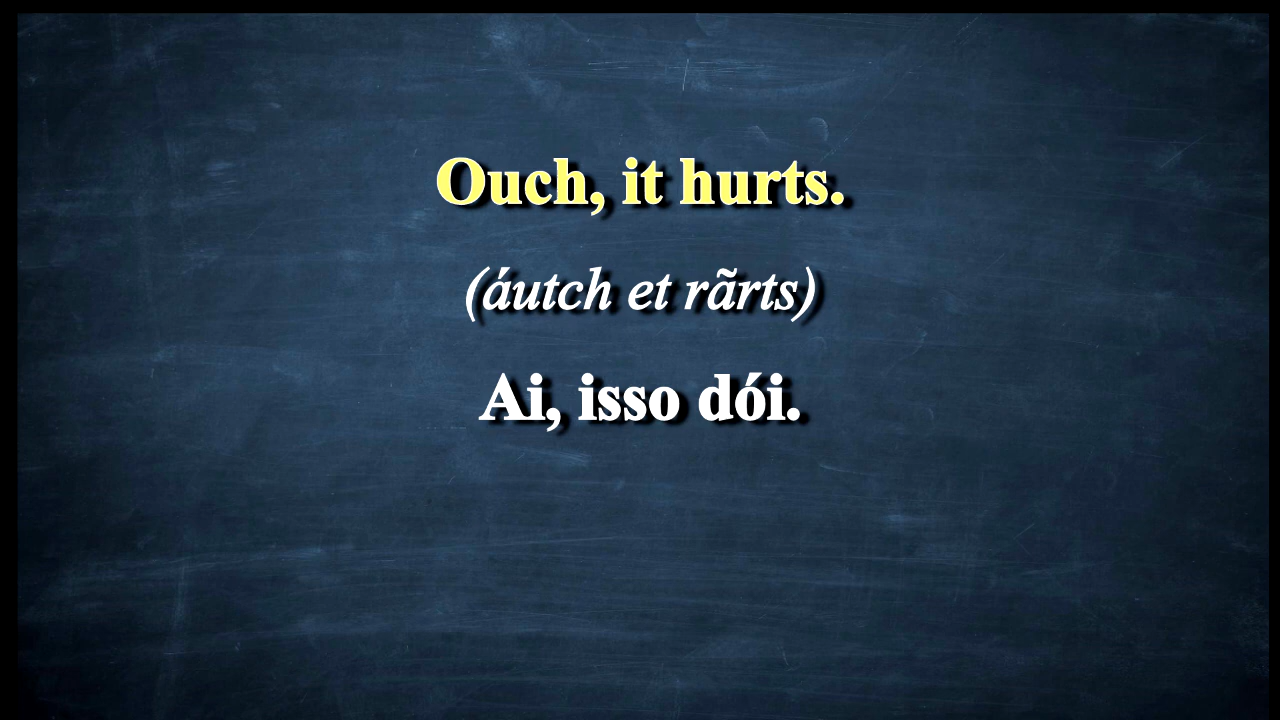 Ouch, it hurts.
(áutch et rãrts)
Ai, isso dói.